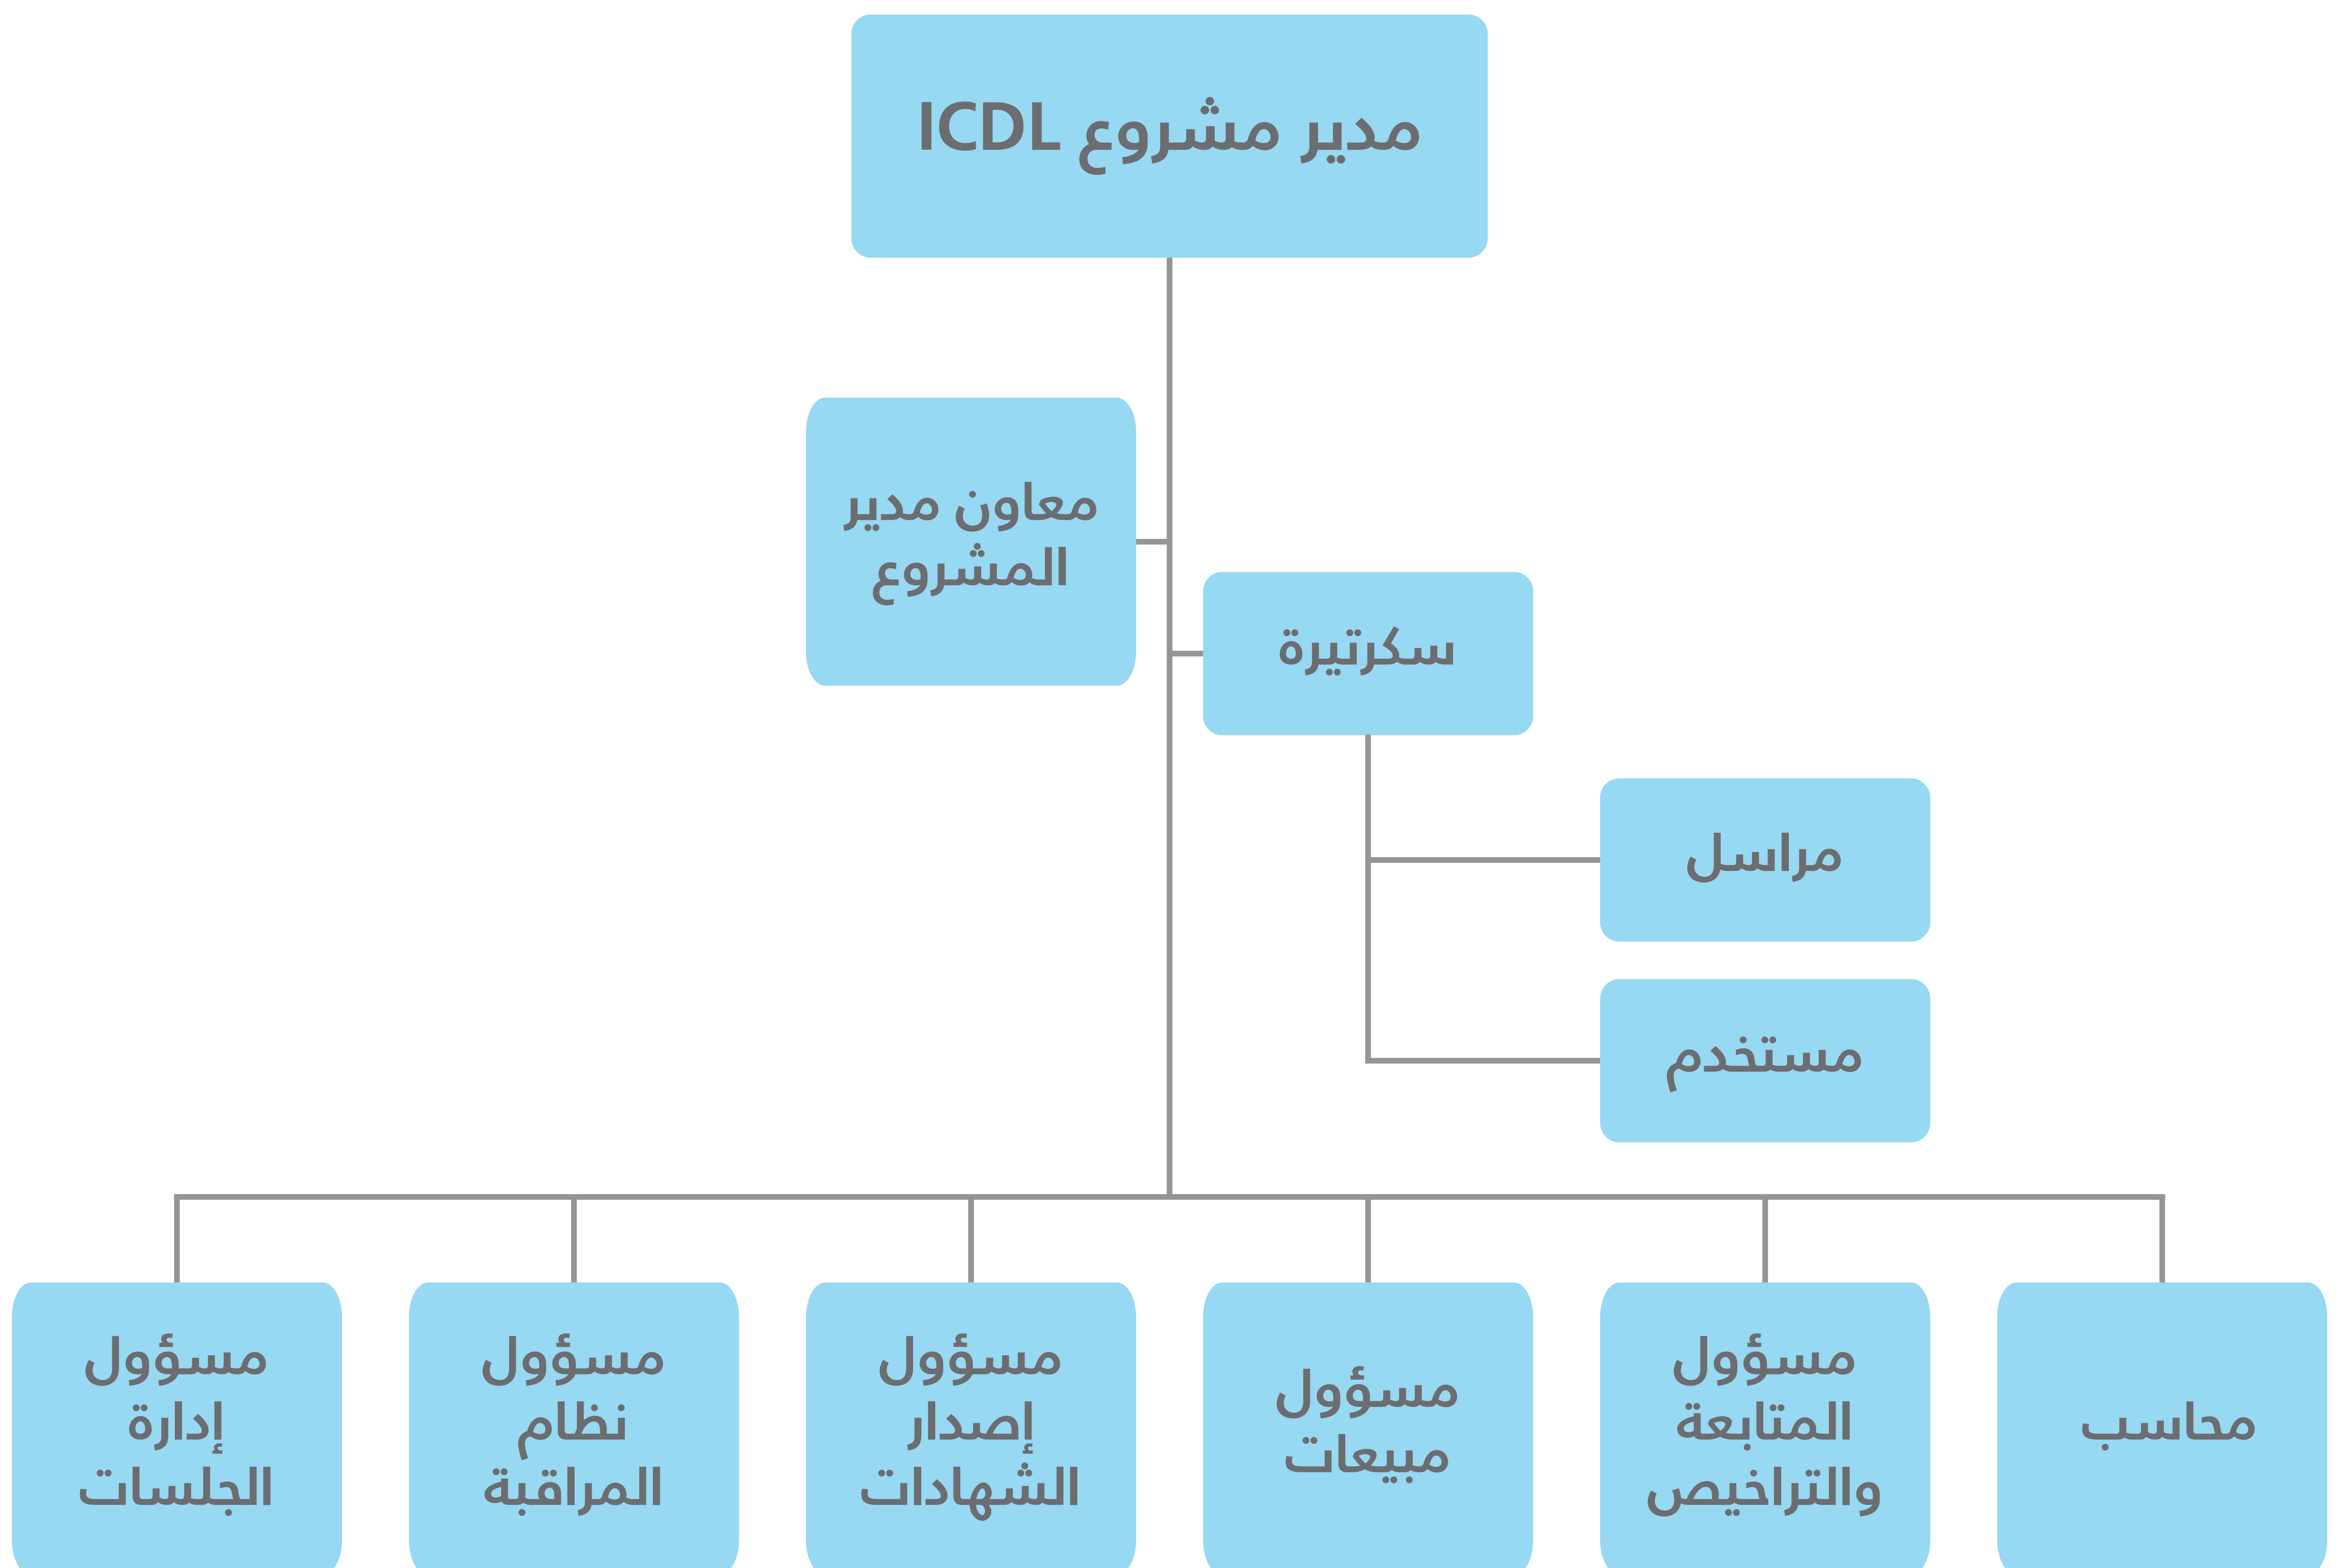 مدير مشروع ICDL
معاون مدير
المشروع
سكرتيرة
مراسل
مستخدم
محاسب
مسؤول
المتابعة
والتراخيص
مسؤول
مبيعات
مسؤول
اصدار
الشهادات
مسؤول
نظام
المراقبة
مسؤول
إدارة
الجلسات